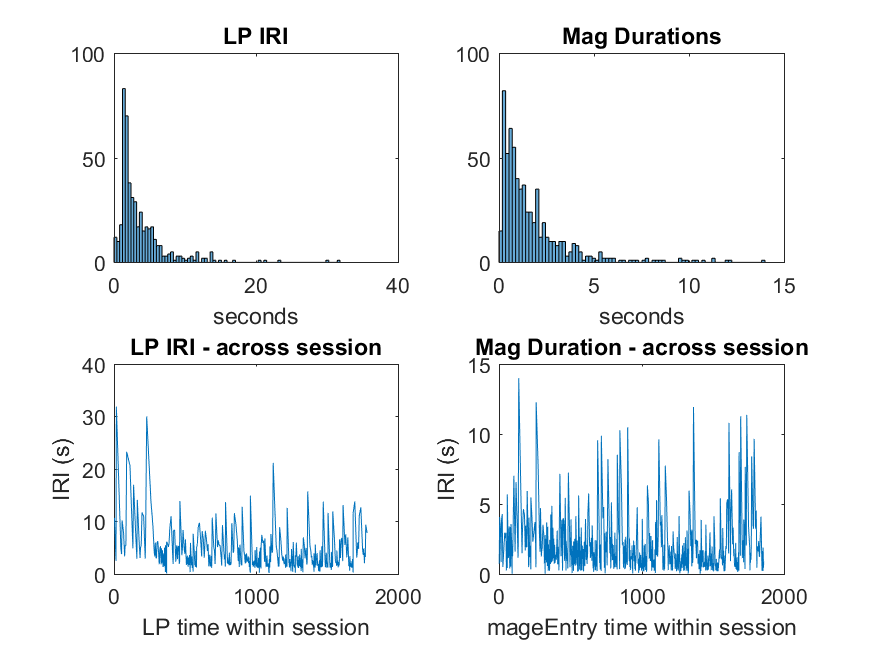 LP IRI
100
50
0
0 20 40
seconds
Mag Durations
100
50
0
0 5 10 15
seconds
LP IRI - across session
40
30
20
10
0
IRI (s)
0 1000 2000
LP time within session
Mag Duration - across session
15
10
5
0
IRI (s)
0 1000 2000
mageEntry time within session